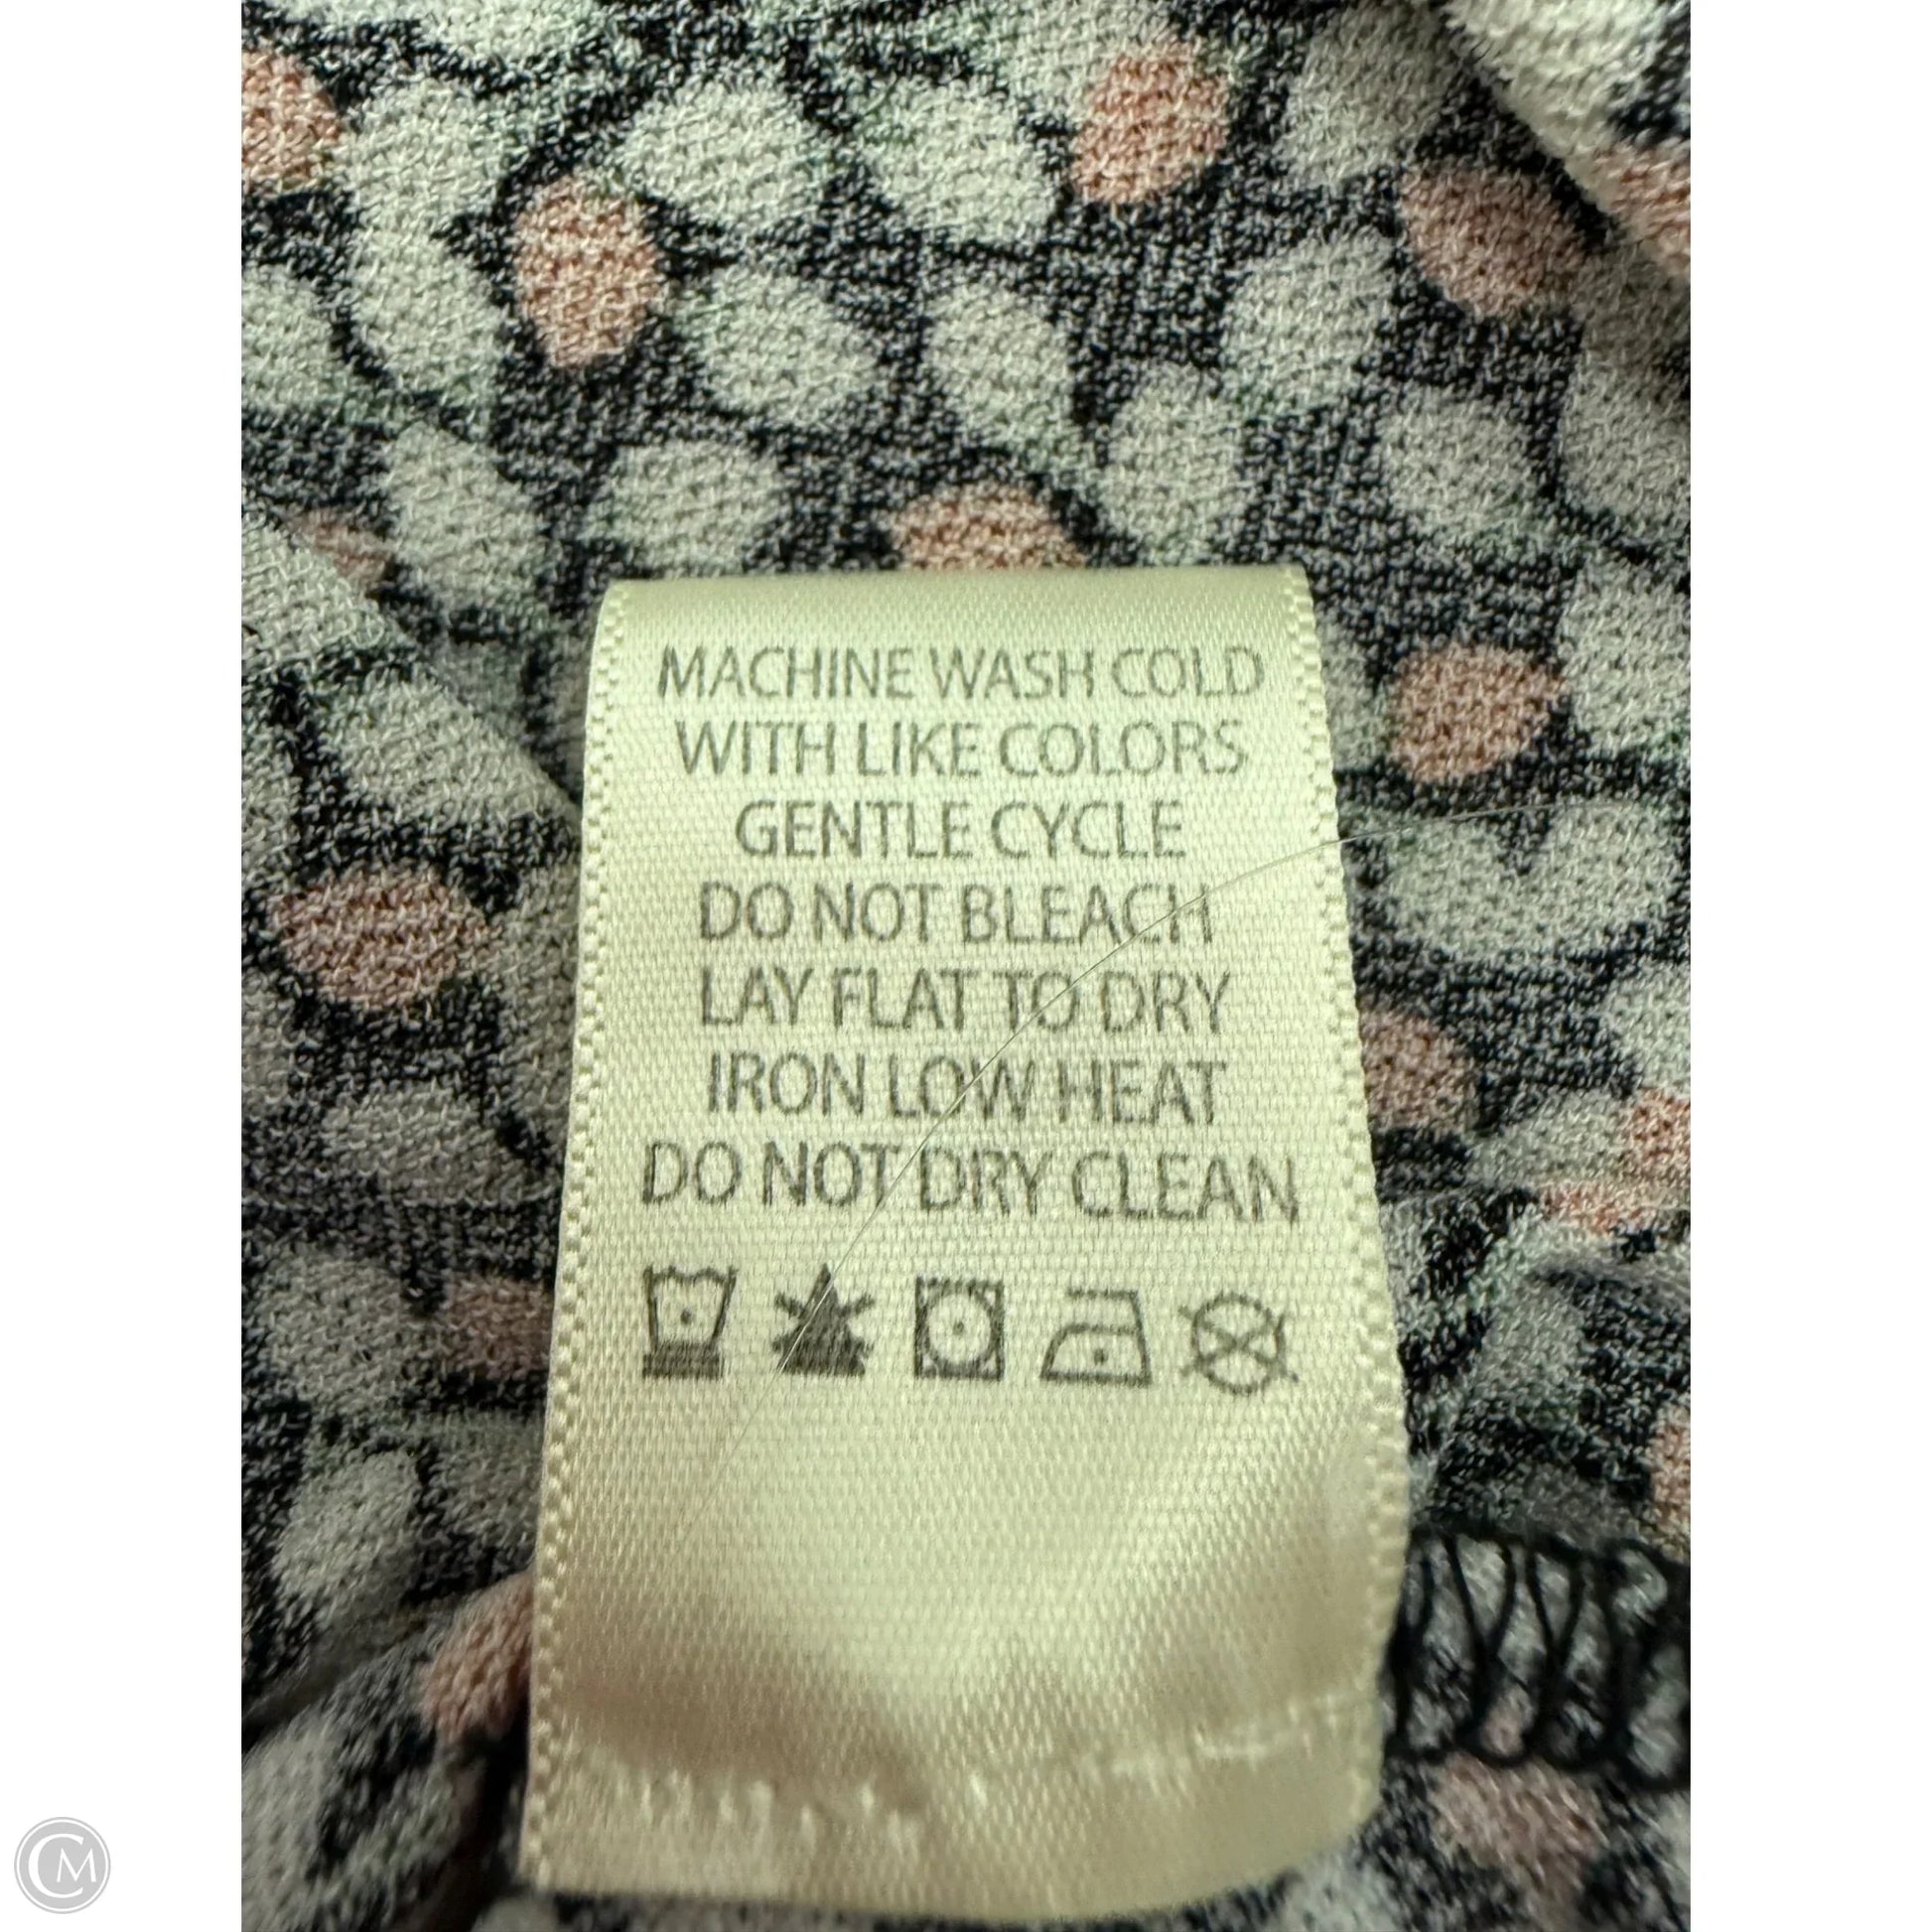 MACHINE WASH COLD
WITH LIKE COLORS
GENTLE CYCLE
DO NOT BLEACH
LAY FLAT TO DRY
IRON LOW HEAT
DO NOT DRY CLEAN
CM